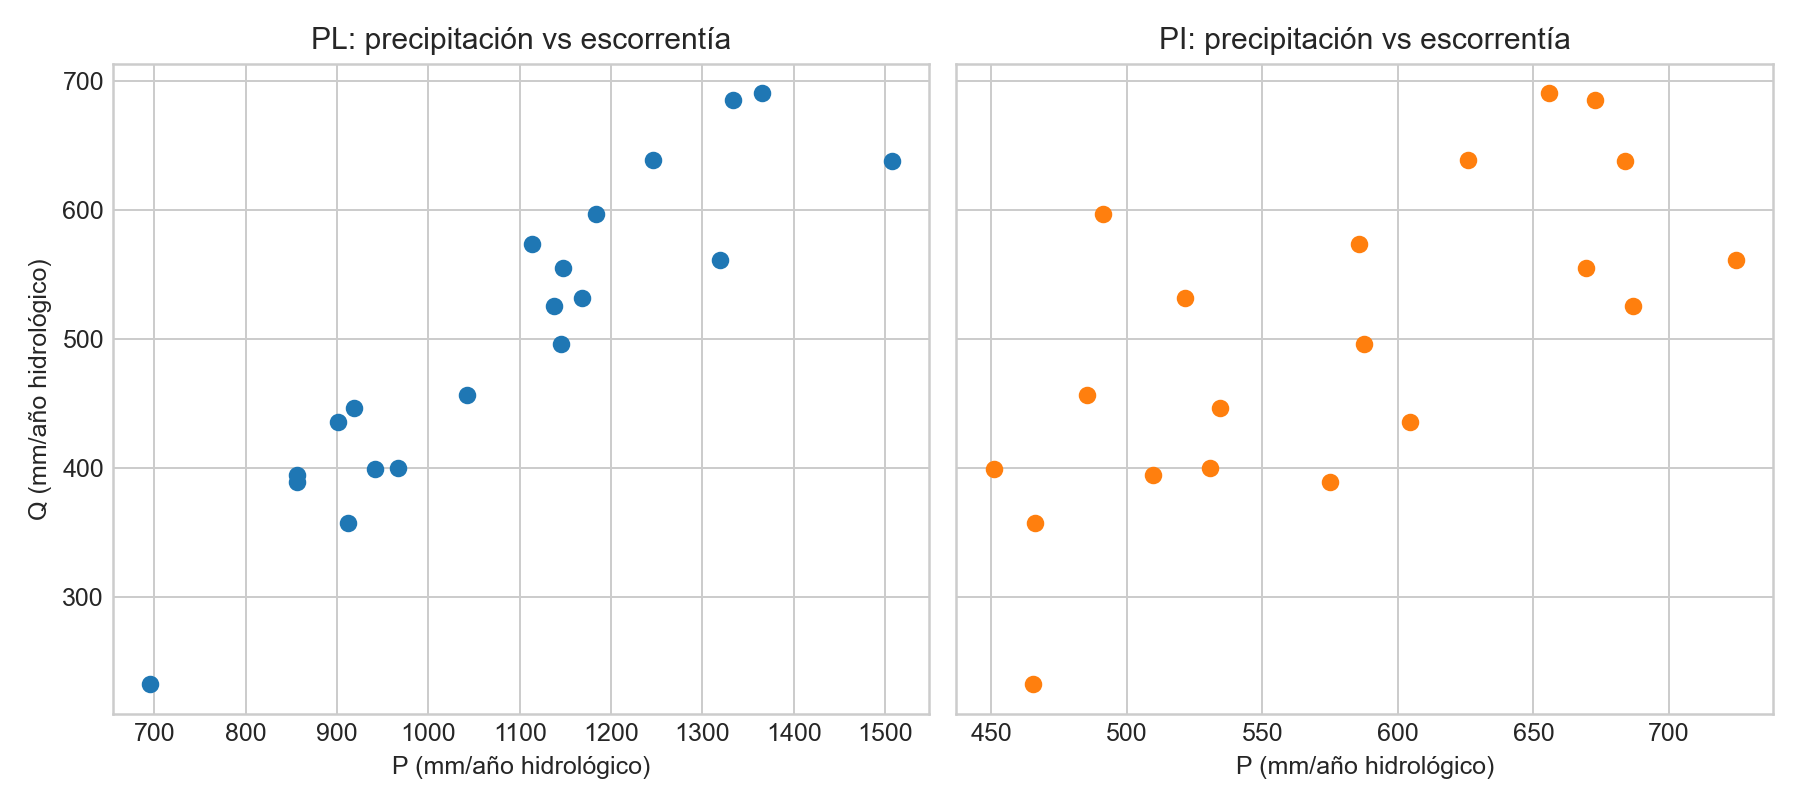 PL: precipitación vs escorrentía
PI: precipitación vs escorrentía
Q (mm/año hidrológico)
700
600
500
400
300
700 800 900 1000 1100 1200 1300 1400 1500
450 500 550 600 650 700
P (mm/año hidrológico)
P (mm/año hidrológico)